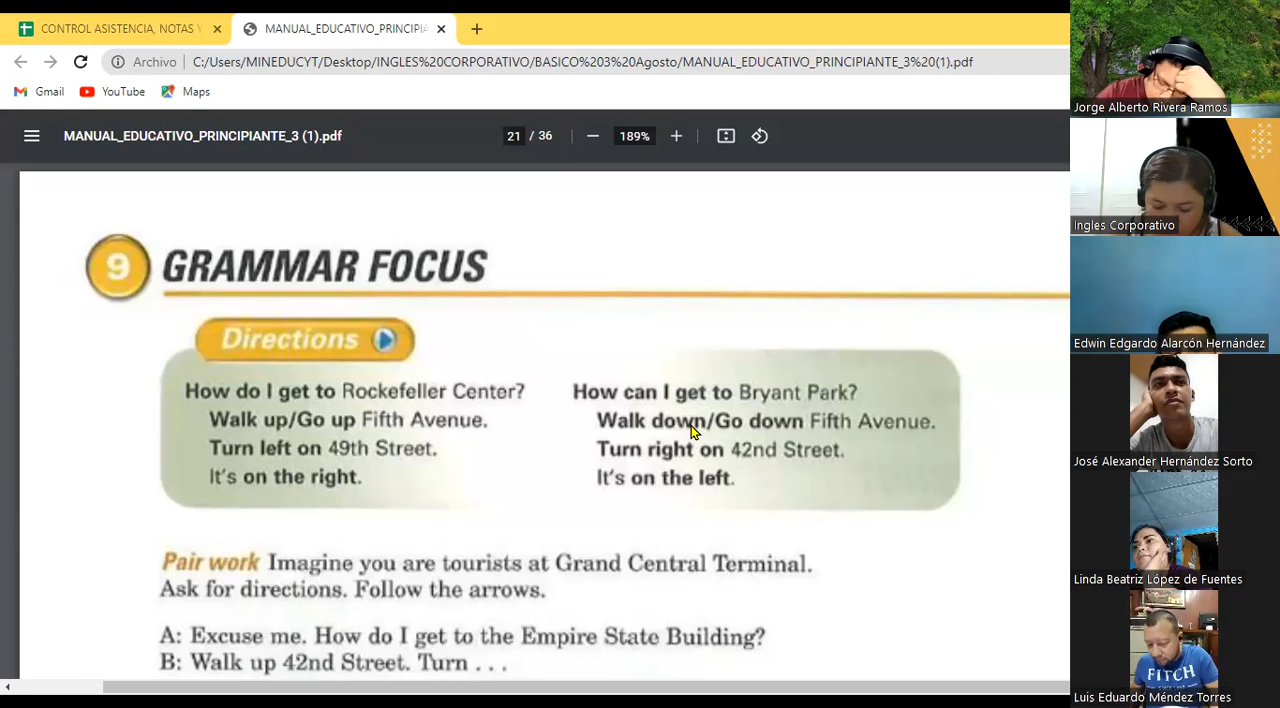 CONTROL ASISTENCIA, NOTAS Y
MANUAL_EDUCATIVO_PRINCIPIA
Archivo
C:/Users/MINEDUCYT/Desktop/INGLES%20CORPORATIVO/BASICO%203%20Agosto/MANUAL_EDUCATIVO_PRINCIPIANTE_3%20(1).pdf
Gmail YouTube Maps
MANUAL_EDUCATIVO_PRINCIPIANTE_3 (1).pdf
21 / 36
189%
9 GRAMMAR FOCUS
Directions
How do I get to Rockefeller Center?
Walk up/Go up Fifth Avenue.
Turn left on 49th Street.
It's on the right.
How can I get to Bryant Park?
Walk down/Go down Fifth Avenue.
Turn right on 42nd Street.
It's on the left.
Pair work Imagine you are tourists at Grand Central Terminal.
Ask for directions. Follow the arrows.
A: Excuse me. How do I get to the Empire State Building?
B: Walk up 42nd Street. Turn . . .
Jorge Alberto Rivera Ramos
Ingles Corporativo
Edwin Edgardo Alarcón Hernández
José Alexander Hernández Sorto
Linda Beatriz López de Fuentes
FITCH
Luis Eduardo Méndez Torres